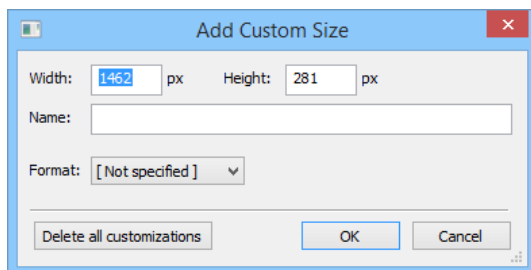 Add Custom Size
Width: 1462 px Height: 281 px
Name:
Format: [ Not specified ]
Delete all customizations OK Cancel